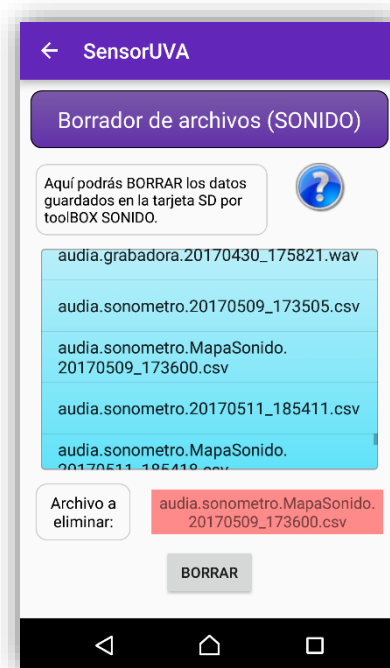 SensorUVA
Borrador de archivos (SONIDO)
Aquí podrás BORRAR los datos
guardados en la tarjeta SD por
toolBOX SONIDO.
?
audia.grabadora.20170430_175821.wav
audia.sonometro.20170509_173505.csv
audia.sonometro.MapaSonido.
20170509_173600.csv
audia.sonometro.20170511_185411.csv
audia.sonometro.MapaSonido.
20170511_185418.csv
Archivo a
eliminar:
audia.sonometro.MapaSonido.
20170509_173600.csv
BORRAR